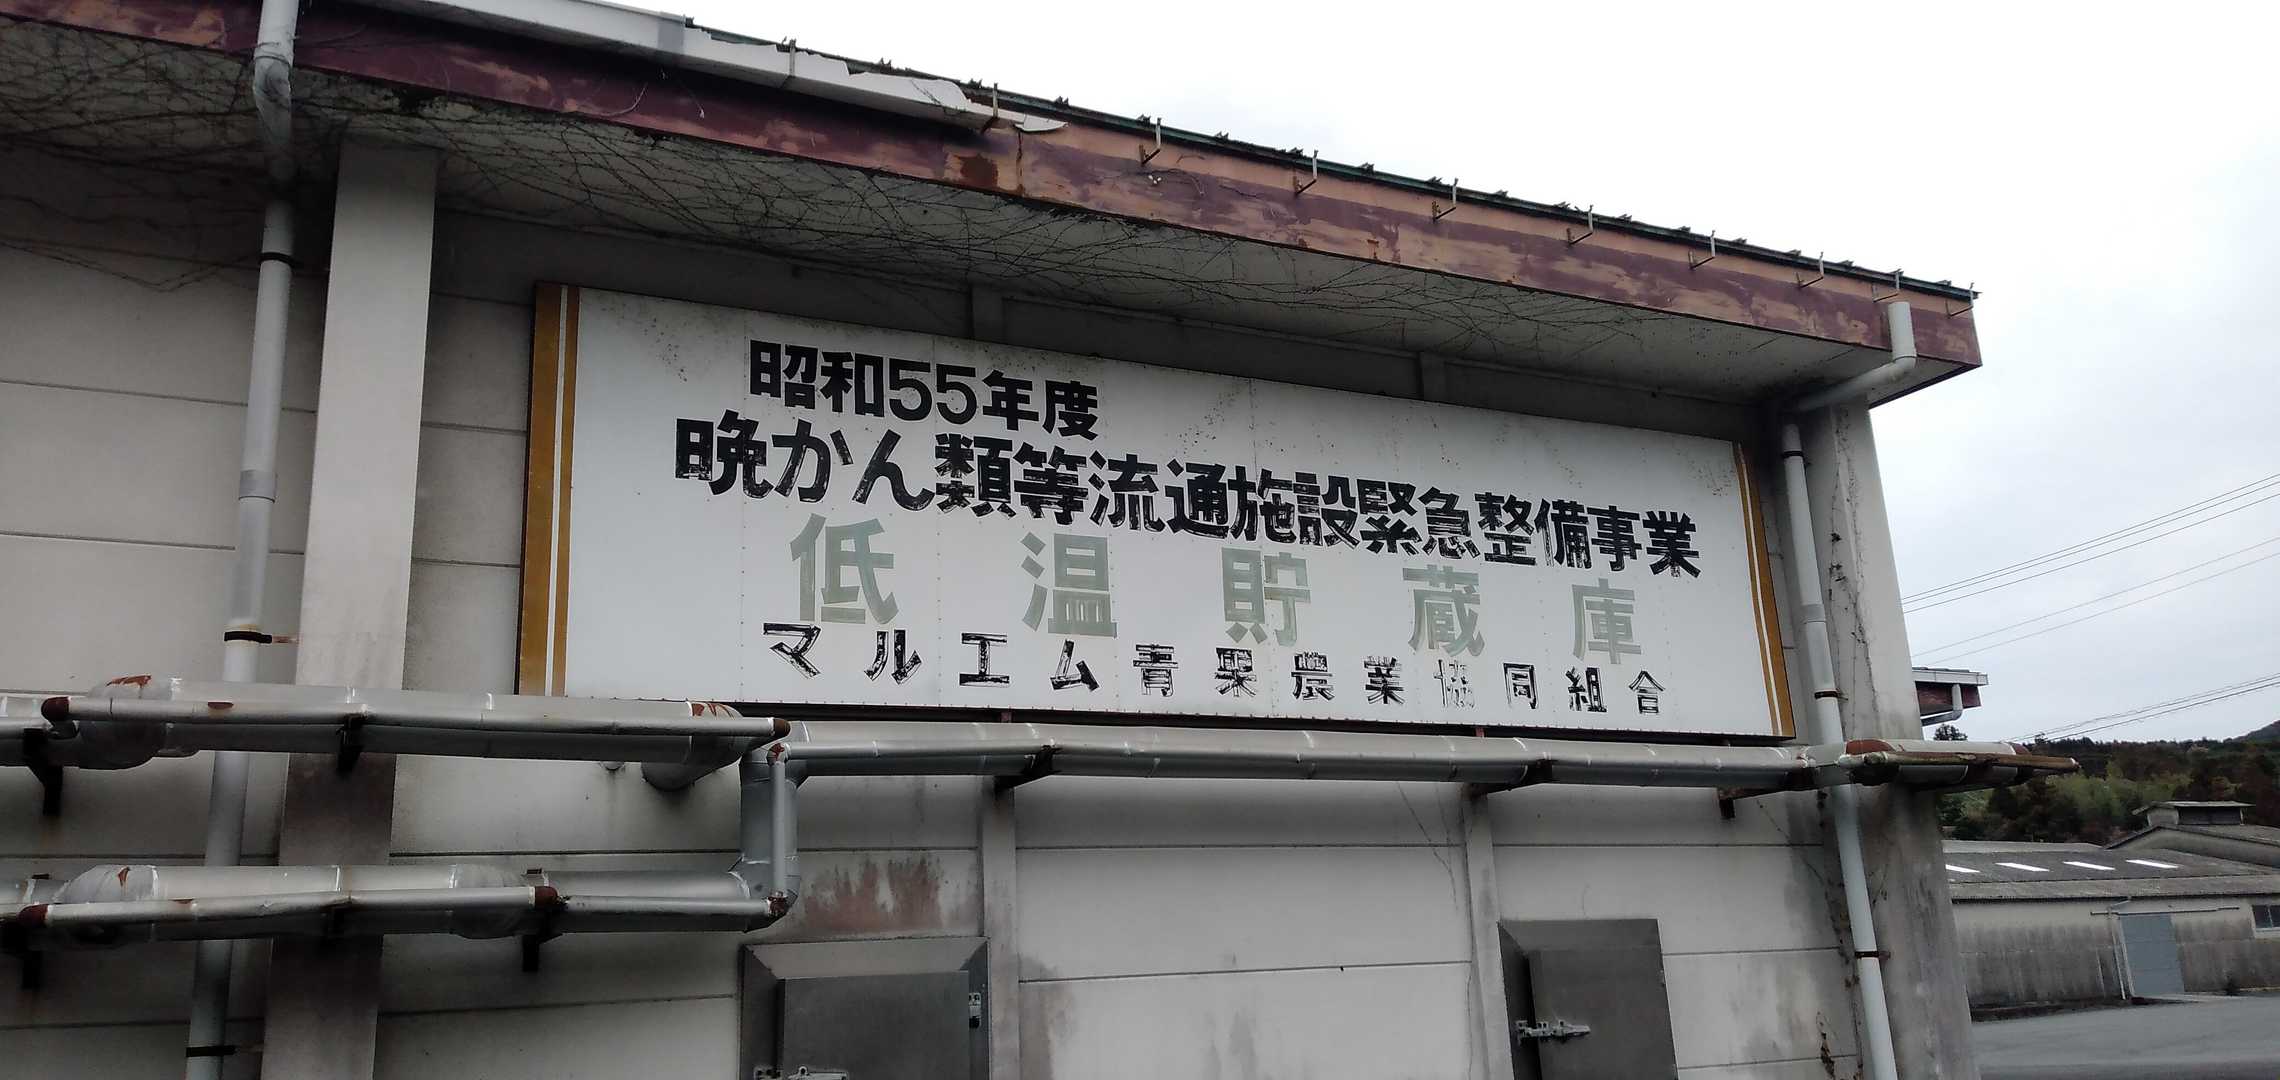 昭和55年度
晩かん類等流通施設緊急整備事業
低温貯蔵庫
マルエム青果農業協同組合